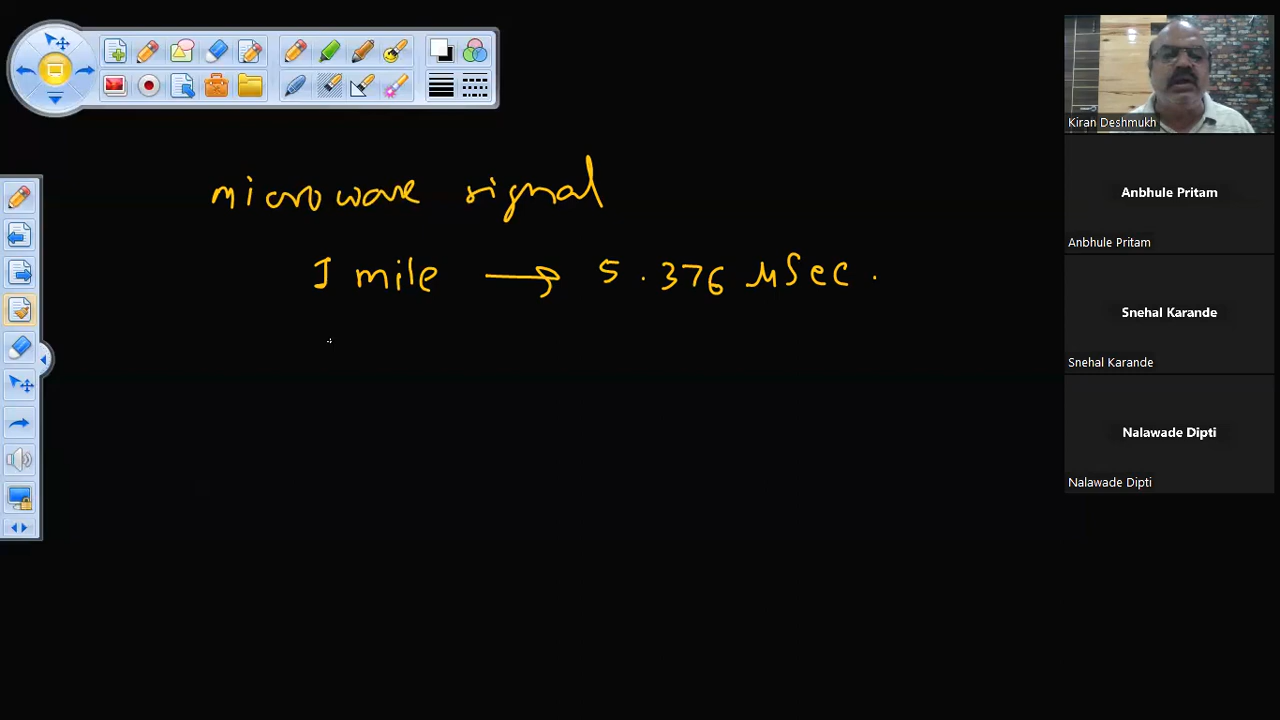 microwave signal
1 mile → 5.376 μSec.
Kiran Deshmukh
Anbhule Pritam
Anbhule Pritam
Snehal Karande
Snehal Karande
Nalawade Dipti
Nalawade Dipti